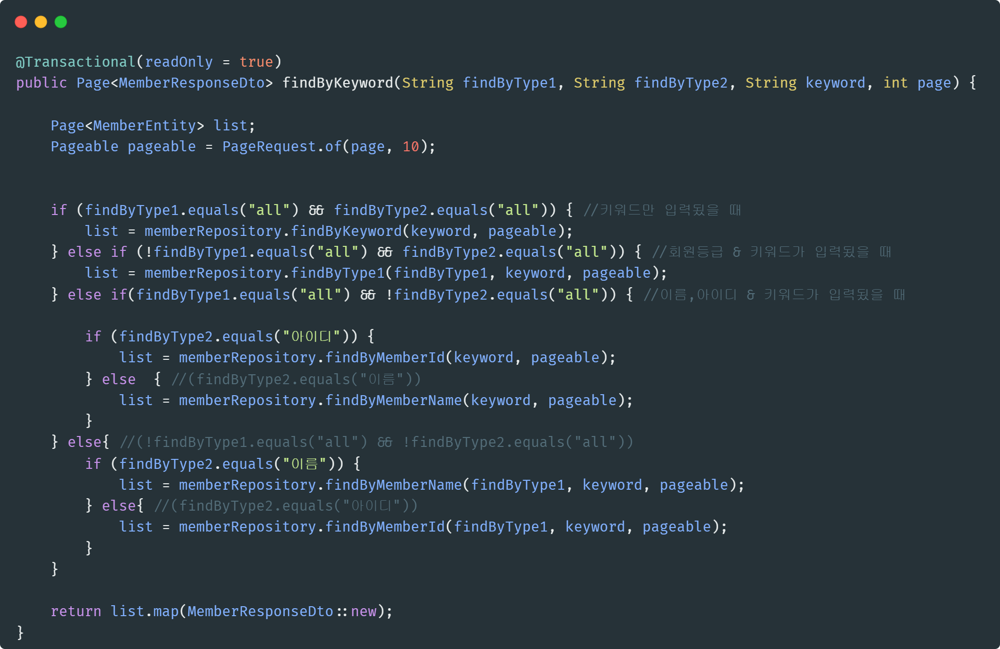 @Transactional(readOnly = true)
public Page<MemberResponseDto> findByKeyword(String findByType1, String findByType2, String keyword, int page) {
    Page<MemberEntity> list;
    Pageable pageable = PageRequest.of(page, 10);
    if (findByType1.equals("all") && findByType2.equals("all")) { //키워드만 입력됬을 때
        list = memberRepository.findByKeyword(keyword, pageable);
    } else if (!findByType1.equals("all") && findByType2.equals("all")) { //회원등급 & 키워드가 입력됬을 때
        list = memberRepository.findByType1(findByType1, keyword, pageable);
    } else if(findByType1.equals("all") && !findByType2.equals("all")) { //이름,아이디 & 키워드가 입력됬을 때
        if (findByType2.equals("아이디")) {
            list = memberRepository.findByMemberId(keyword, pageable);
        } else  { //(findByType2.equals("이름"))
            list = memberRepository.findByMemberName(keyword, pageable);
        }
    } else{ //(!findByType1.equals("all") && !findByType2.equals("all"))
        if (findByType2.equals("이름")) {
            list = memberRepository.findByMemberName(findByType1, keyword, pageable);
        } else{ //(findByType2.equals("아이디"))
            list = memberRepository.findByMemberId(findByType1, keyword, pageable);
        }
    }
    return list.map(MemberResponseDto::new);
}